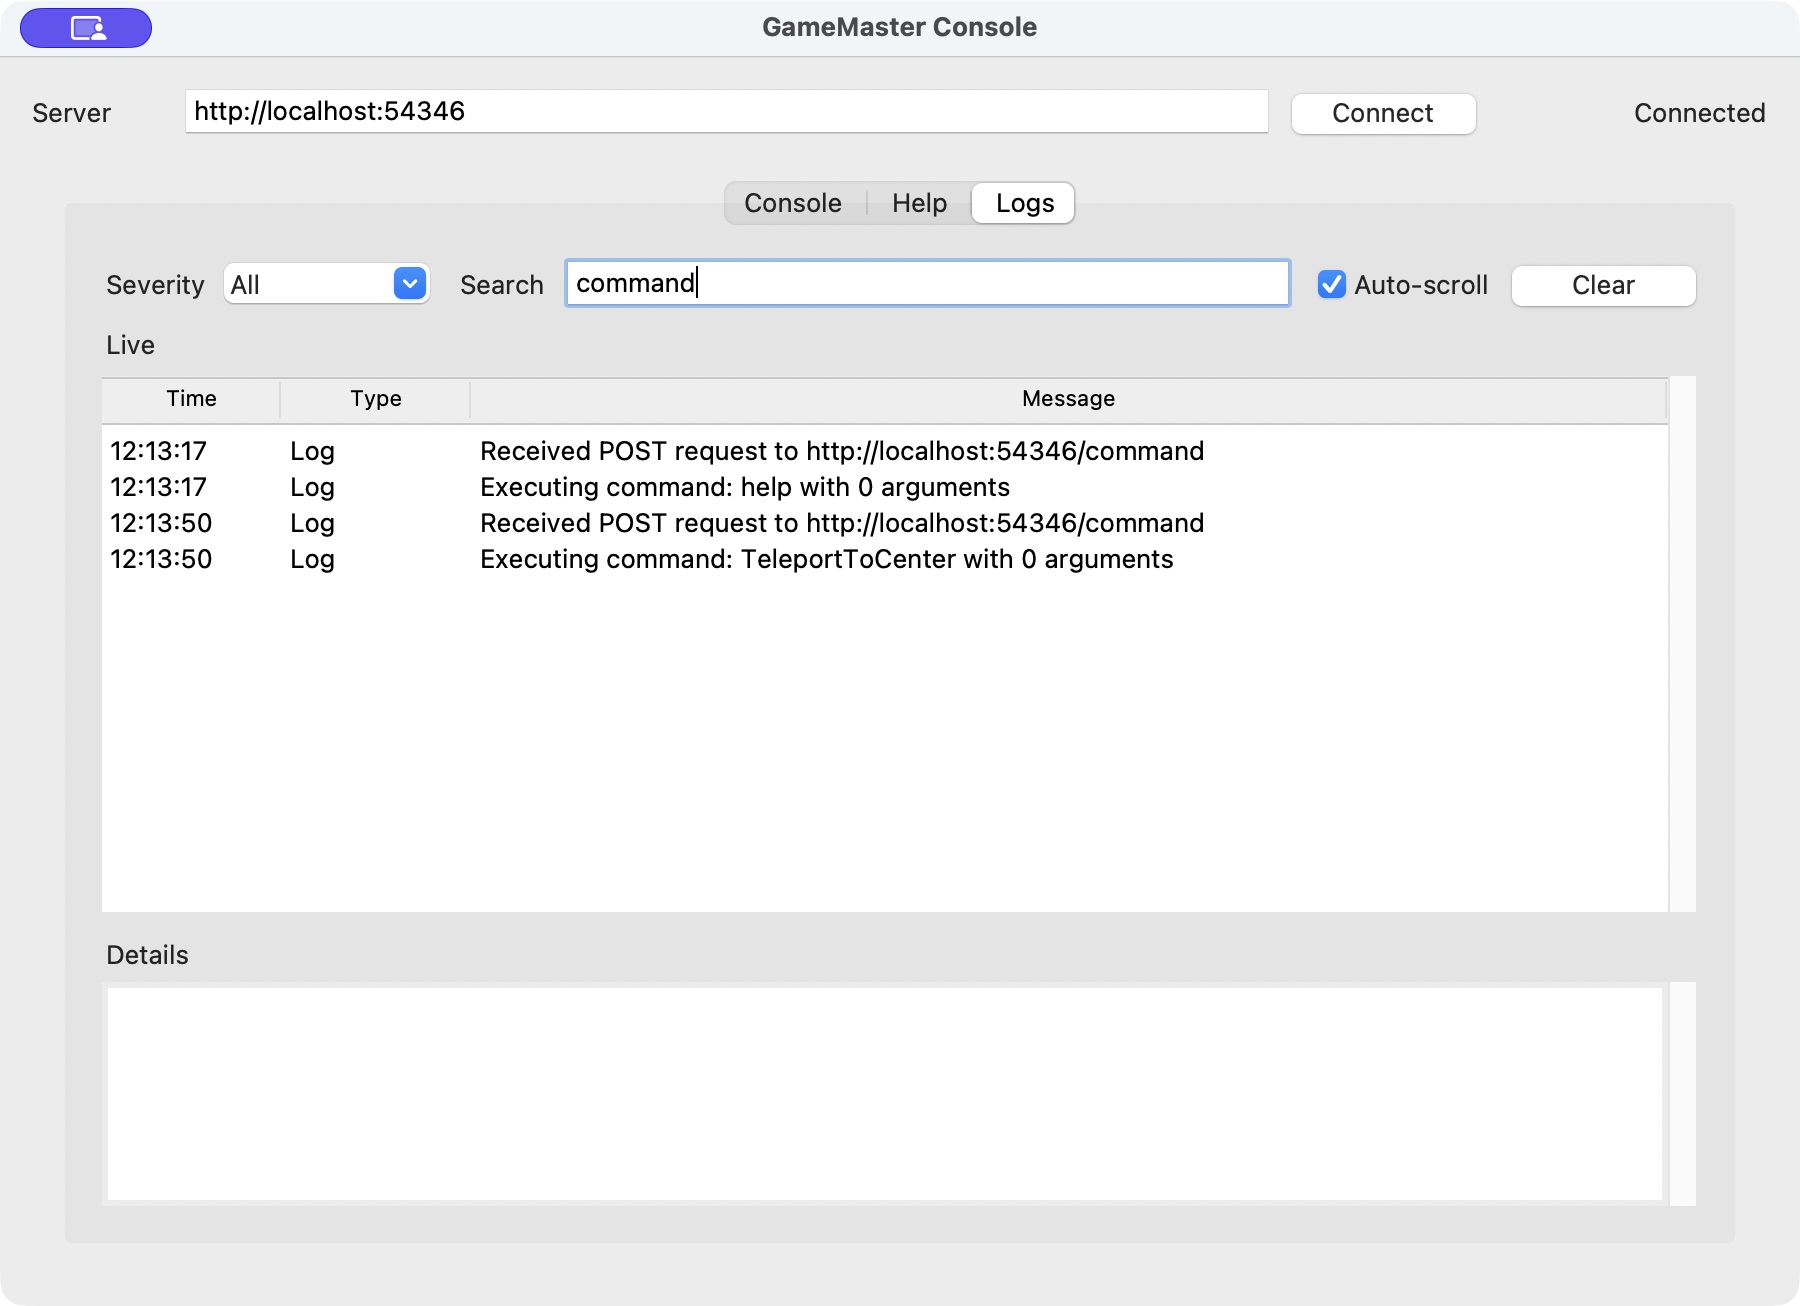 GameMaster Console
Server http://localhost:54346 Connect Connected
Console Help Logs
Severity All Search command Auto-scroll Clear
Live
Time Type Message
12:13:17 Log Received POST request to http://localhost:54346/command
12:13:17 Log Executing command: help with 0 arguments
12:13:50 Log Received POST request to http://localhost:54346/command
12:13:50 Log Executing command: TeleportToCenter with 0 arguments
Details